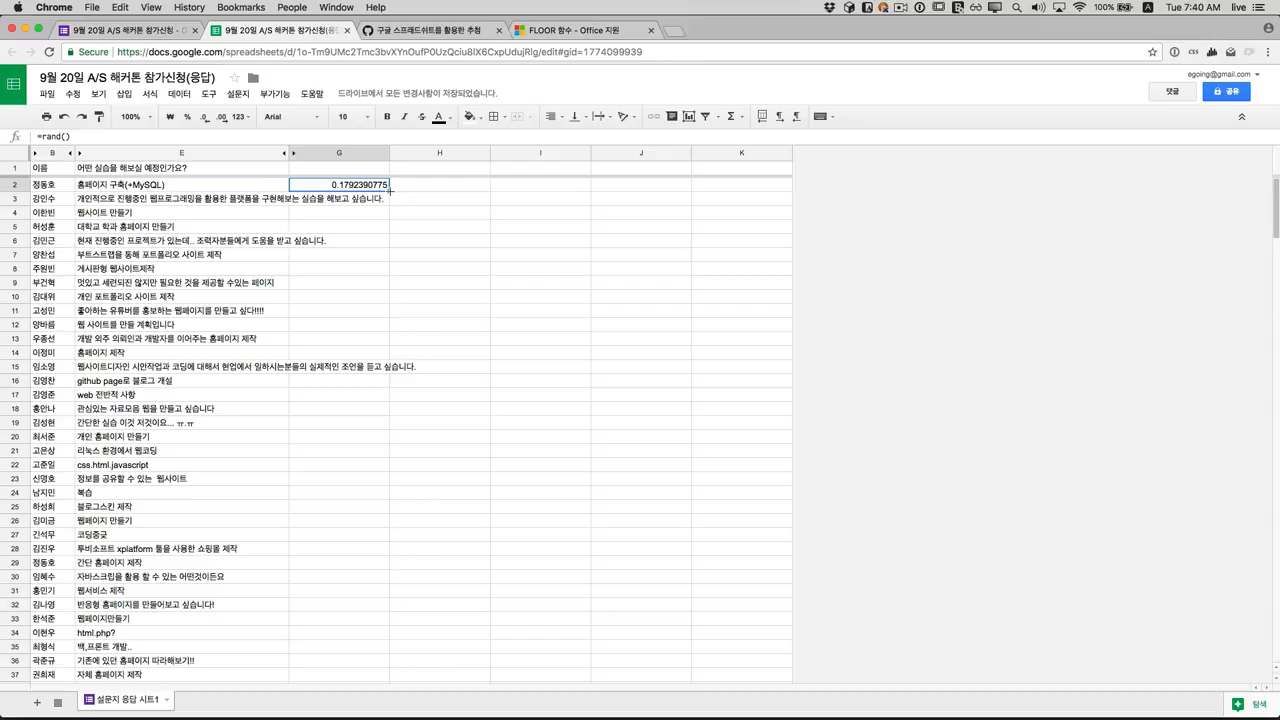 Chrome File Edit View History Bookmarks People Window Help 100% Tue 7:40 AM live
9월 20일 A/S 해커톤 참가신청 - 9월 20일 A/S 해커톤 참가신청(응답) 구글 스프래드쉬트를 활용한 추첨 FLOOR 함수 - Office 지원
Secure https://docs.google.com/spreadsheets/d/1o-Tm9UMc2Tmc3bvXYnOufP0UzQciu8lX6CxpUdujRlg/edit#gid=1774099939
9월 20일 A/S 해커톤 참가신청(응답) egoing@gmail.com
파일 수정 보기 삽입 서식 데이터 도구 설문지 부가기능 도움말 드라이브에서 모든 변경사항이 저장되었습니다. 댓글 공유
100% ₩ % .0 .00 123 Arial 10 B I S A Σ
fx =rand()
B E G H I J K
1 이름 어떤 실습을 해보실 예정인가요?
2 정동호 홈페이지 구축(+MySQL) 0.1792390775
3 강인수 개인적으로 진행중인 웹프로그래밍을 활용한 플랫폼을 구현해보는 실습을 해보고 싶습니다.
4 이한빈 웹사이트 만들기
5 허성훈 대학교 학과 홈페이지 만들기
6 김민근 현재 진행중인 프로젝트가 있는데.. 조력자분들에게 도움을 받고 싶습니다.
7 양찬섭 부트스트랩을 통해 포트폴리오 사이트 제작
8 주원빈 게시판형 웹사이트제작
9 부건혁 멋있고 세련되진 않지만 필요한 것을 제공할 수있는 페이지
10 김대위 개인 포트폴리오 사이트 제작
11 고성민 좋아하는 유튜버를 홍보하는 웹페이지를 만들고 싶다!!!!
12 양바름 웹 사이트를 만들 계획입니다
13 우종선 개발 외주 의뢰인과 개발자를 이어주는 홈페이지 제작
14 이정미 홈페이지 제작
15 임소영 웹사이트디자인 시안작업과 코딩에 대해서 현업에서 일하시는분들의 실제적인 조언을 듣고 싶습니다.
16 김영찬 github page로 블로그 개설
17 김영준 web 전반적 사항
18 홍안나 관심있는 자료모음 웹을 만들고 싶습니다
19 김성현 간단한 실습 이것 저것이요... ㅠ.ㅠ
20 최서준 개인 홈페이지 만들기
21 고은상 리눅스 환경에서 웹코딩
22 고준일 css.html.javascript
23 신명호 정보를 공유할 수 있는 웹사이트
24 남지민 복습
25 하성희 블로그스킨 제작
26 김미금 웹페이지 만들기
27 긴석무 코딩중궂
28 김진우 투비소프트 xplatform 툴을 사용한 쇼핑몰 제작
29 정동호 간단 홈페이지 제작
30 임혜수 자바스크립을 활용 할 수 있는 어떤것이든요
31 홍민기 웹서비스 제작
32 김나영 반응형 홈페이지를 만들어보고 싶습니다!
33 한석준 웹페이지만들기
34 이현우 html.php?
35 최형식 백,프론트 개발..
36 곽준규 기존에 있던 홈페이지 따라해보기!!
37 권희재 자체 홈페이지 제작
설문지 응답 시트1 탐색